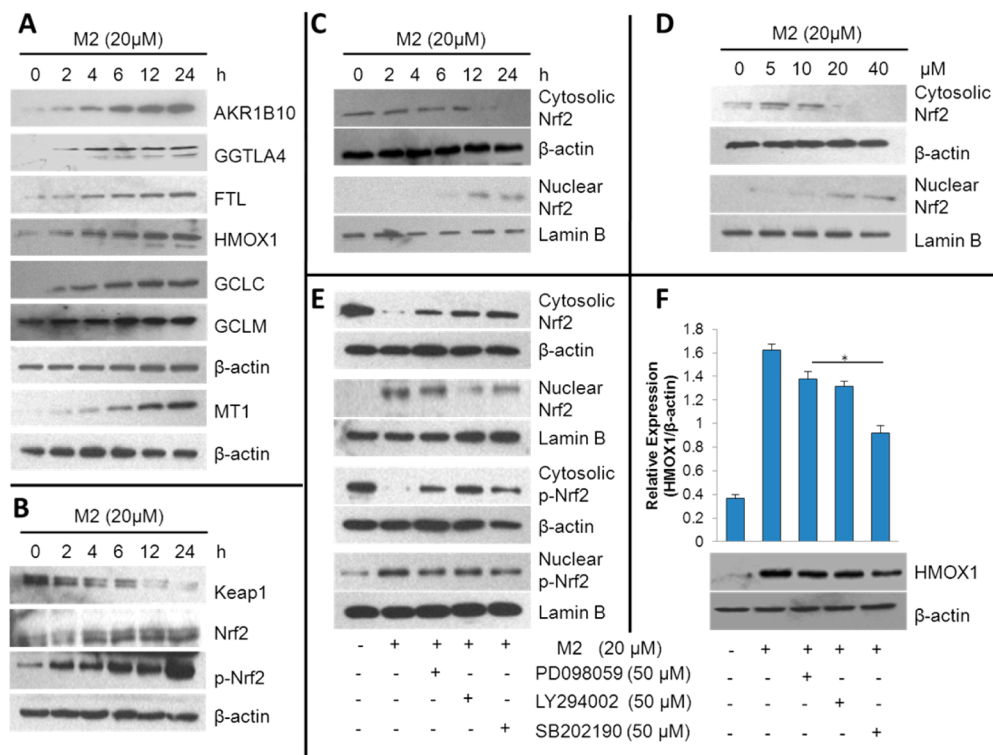 A
M2 (20µM)
0 2 4 6 12 24 h
AKR1B10
GGTLA4
FTL
HMOX1
GCLC
GCLM
β-actin
MT1
β-actin
B
M2 (20µM)
0 2 4 6 12 24 h
Keap1
Nrf2
p-Nrf2
β-actin
C
M2 (20µM)
0 2 4 6 12 24 h
Cytosolic
Nrf2
β-actin
Nuclear
Nrf2
Lamin B
D
M2 (20µM)
0 5 10 20 40 µM
Cytosolic
Nrf2
β-actin
Nuclear
Nrf2
Lamin B
E
Cytosolic
Nrf2
β-actin
Nuclear
Nrf2
Lamin B
Cytosolic
p-Nrf2
β-actin
Nuclear
p-Nrf2
Lamin B
F
Relative Expression
(HMOX1/β-actin)
1.8
1.6
1.4
1.2
1
0.8
0.6
0.4
0.2
0
*
HMOX1
β-actin
- + + + + M2 (20 µM) - + + + +
- - + - - PD098059 (50 µM) - - + - -
- - - + - LY294002 (50 µM) - - - + -
- - - - + SB202190 (50 µM) - - - - +